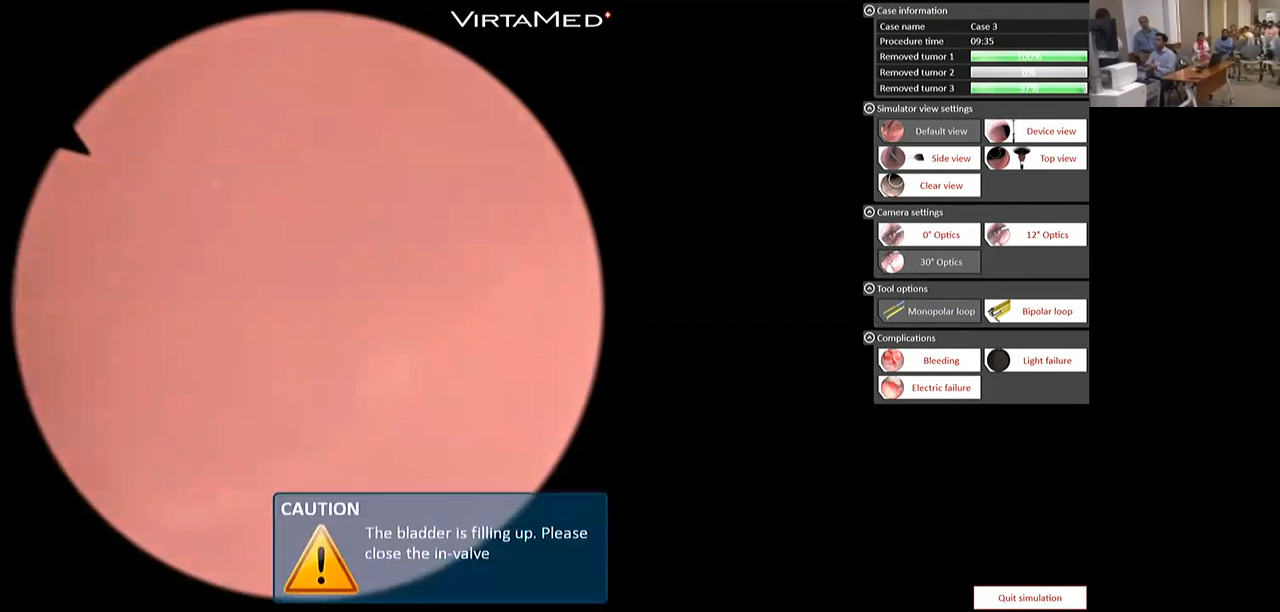 VIRTAMED
Case information
Case name Case 3
Procedure time 09:35
Removed tumor 1 100%
Removed tumor 2 0%
Removed tumor 3
Simulator view settings
Default view Device view
Side view Top view
Clear view
Camera settings
0° Optics 12° Optics
30° Optics
Tool options
Monopolar loop Bipolar loop
Complications
Bleeding Light failure
Electric failure
CAUTION
The bladder is filling up. Please
close the in-valve
Quit simulation